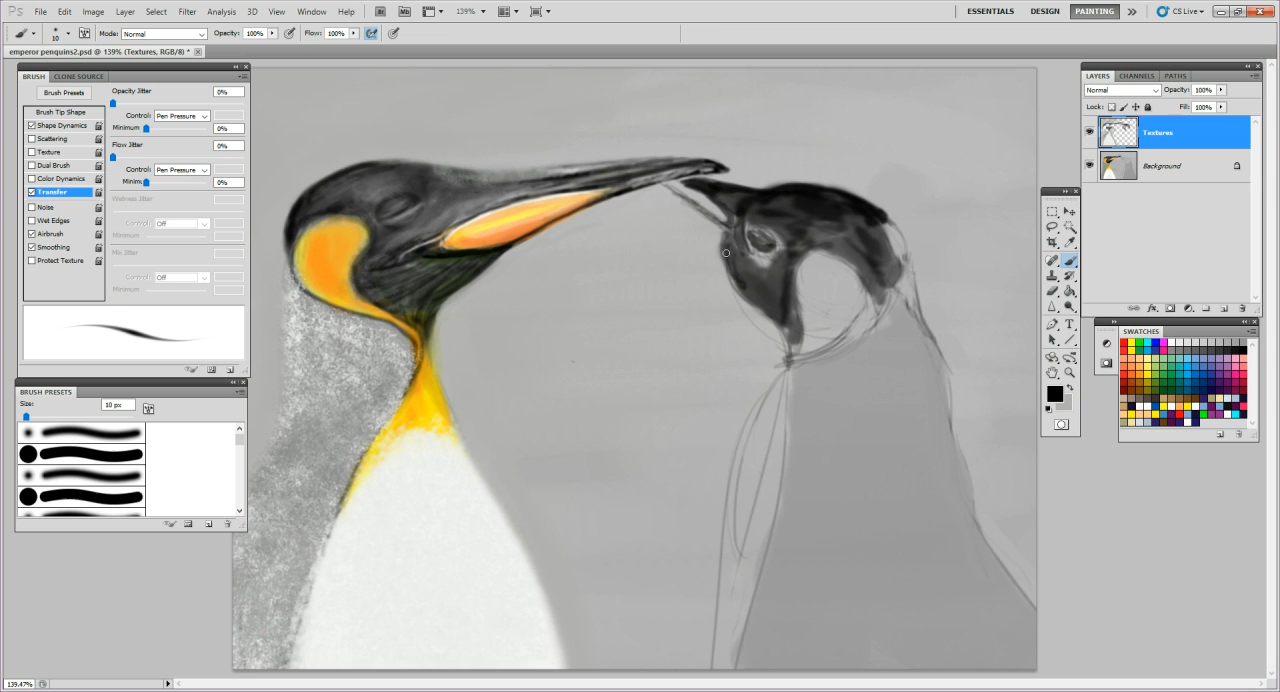 Ps File Edit Image Layer Select Filter Analysis 3D View Window Help Br Mb 139% ESSENTIALS DESIGN PAINTING CS Live
10 Mode: Normal Opacity: 100% Flow: 100%
emperor penquins2.psd @ 139% (Textures, RGB/8) *
BRUSH CLONE SOURCE
Brush Presets
Brush Tip Shape
Shape Dynamics
Scattering
Texture
Dual Brush
Color Dynamics
Transfer
Noise
Wet Edges
Airbrush
Smoothing
Protect Texture
Opacity Jitter 0%
Control: Pen Pressure
Minimum 0%
Flow Jitter 0%
Control: Pen Pressure
Minim: 0%
Wetness Jitter
Control: Off
Minimum
Mix Jitter
Control: Off
Minimum
BRUSH PRESETS
Size: 10 px
LAYERS CHANNELS PATHS
Normal Opacity: 100%
Lock: Fill: 100%
Textures
Background
SWATCHES
139.47%